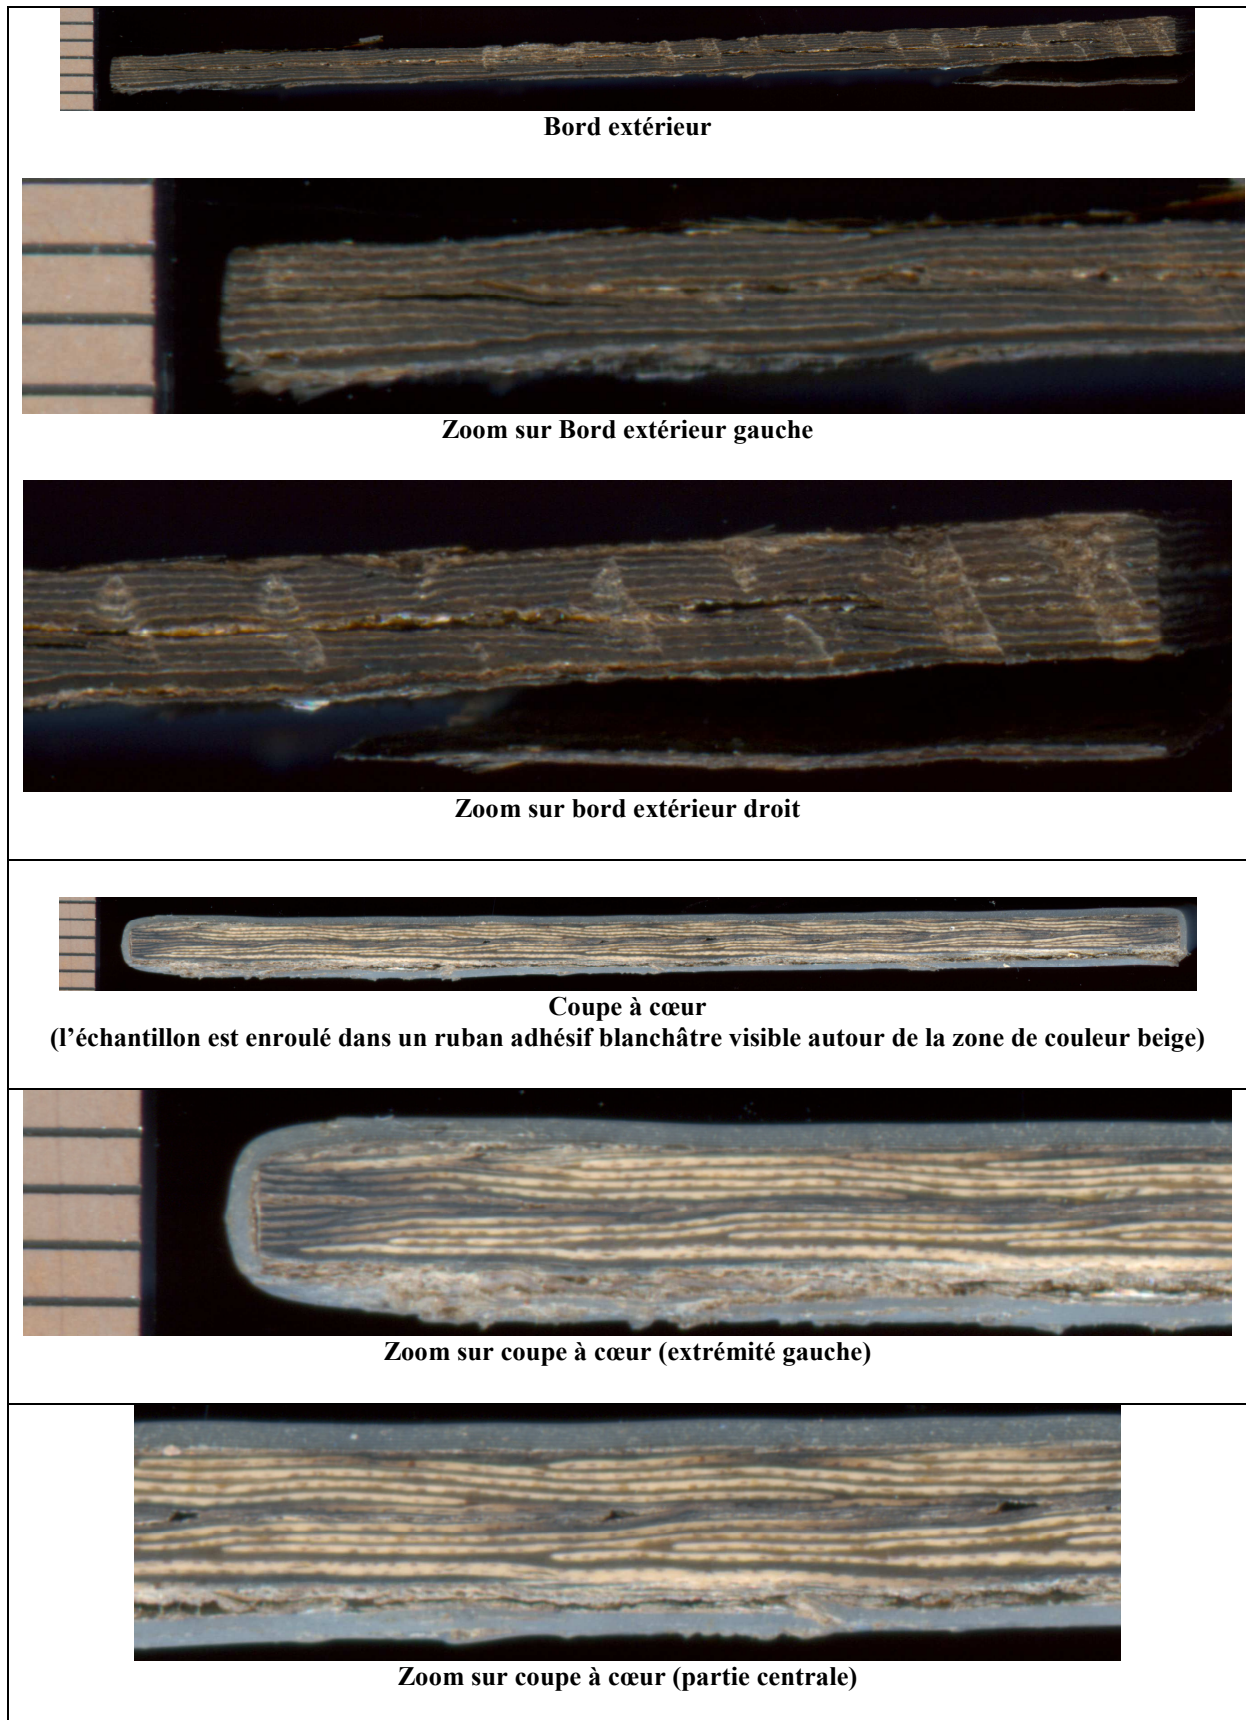 Bord extérieur
Zoom sur Bord extérieur gauche
Zoom sur bord extérieur droit
Coupe à cœur
(l’échantillon est enroulé dans un ruban adhésif blanchâtre visible autour de la zone de couleur beige)
Zoom sur coupe à cœur (extrémité gauche)
Zoom sur coupe à cœur (partie centrale)